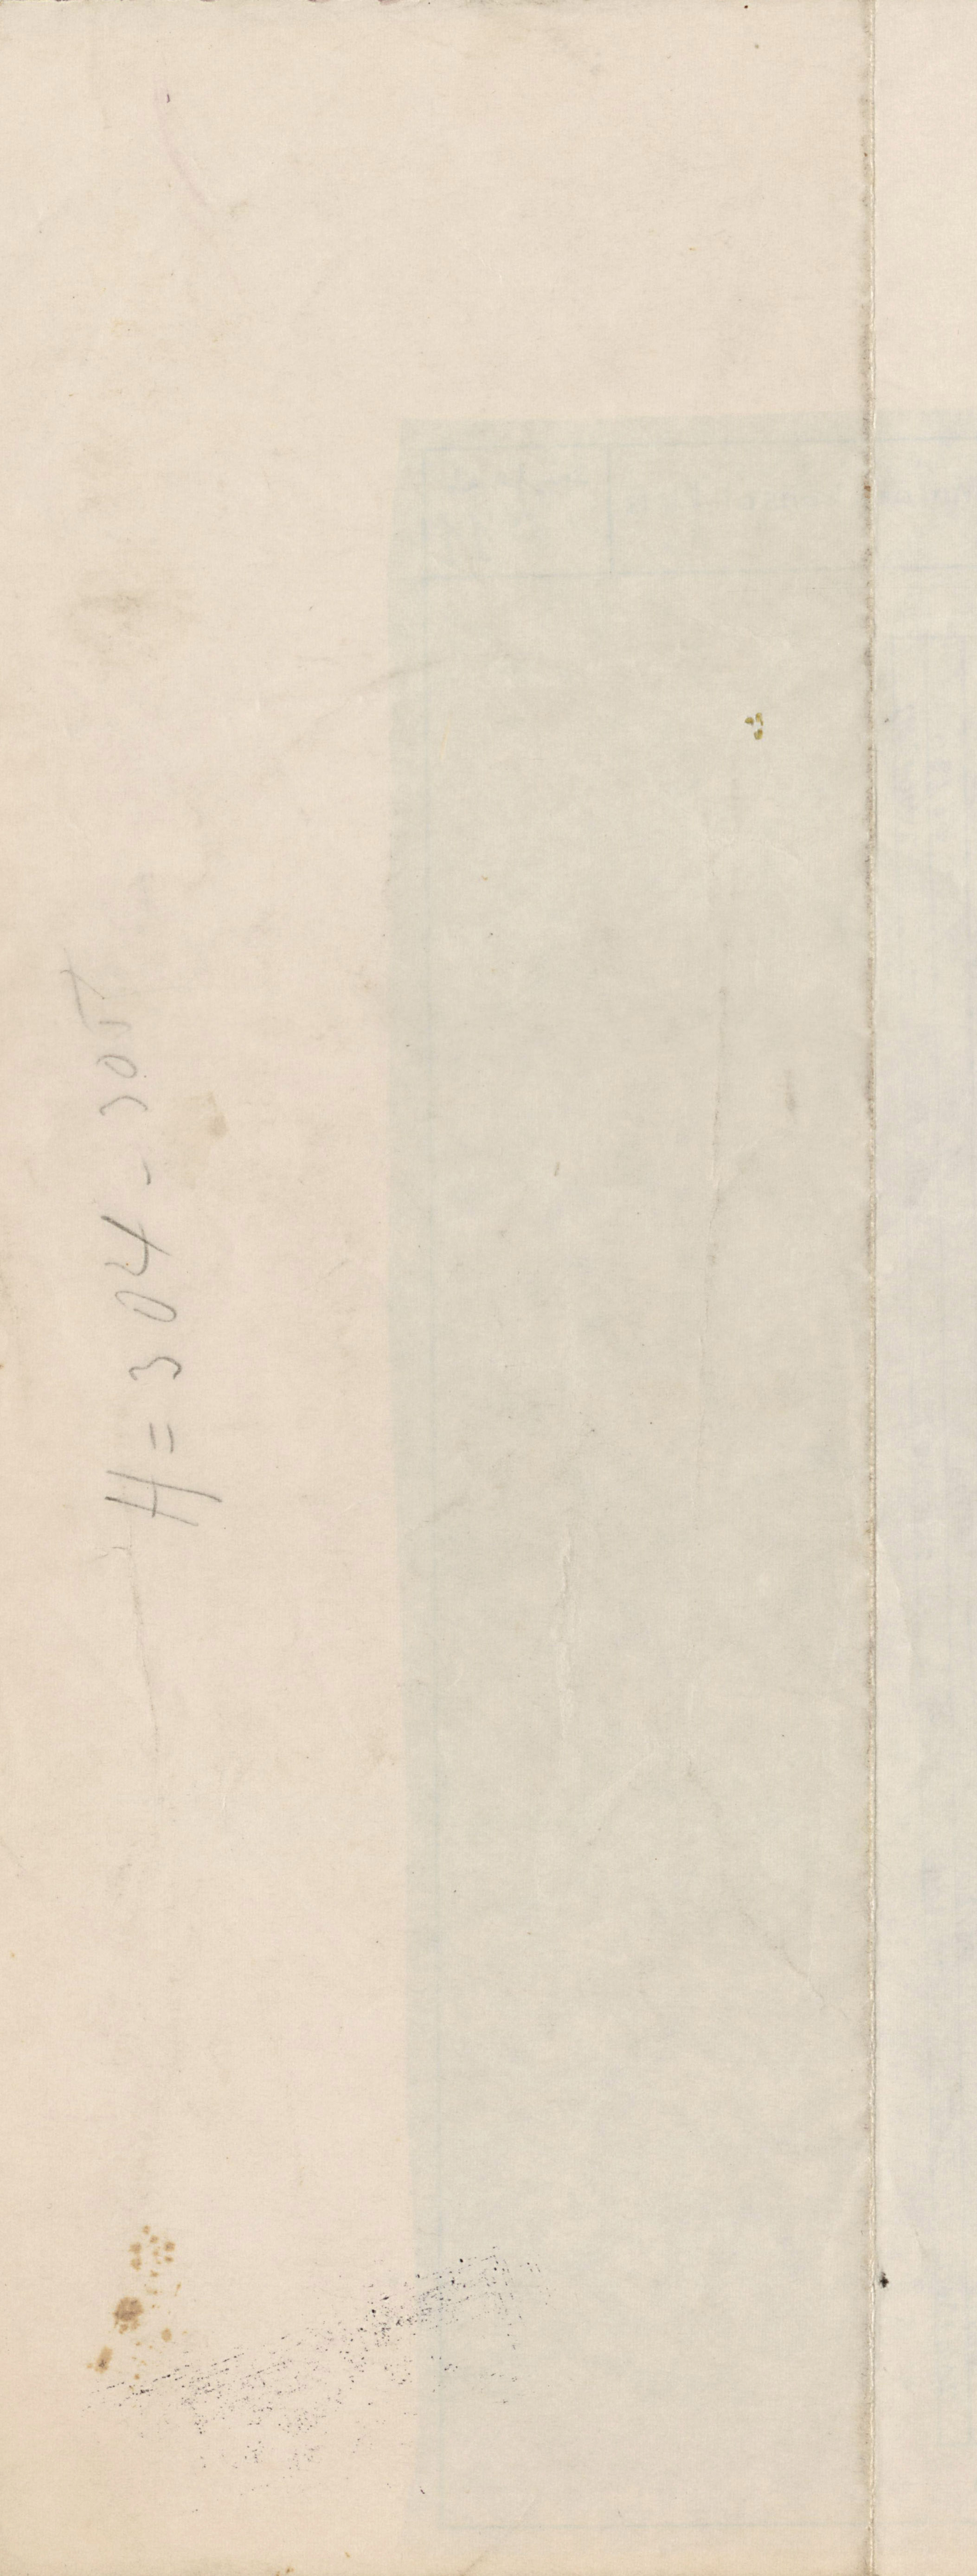 H = 304 - 305